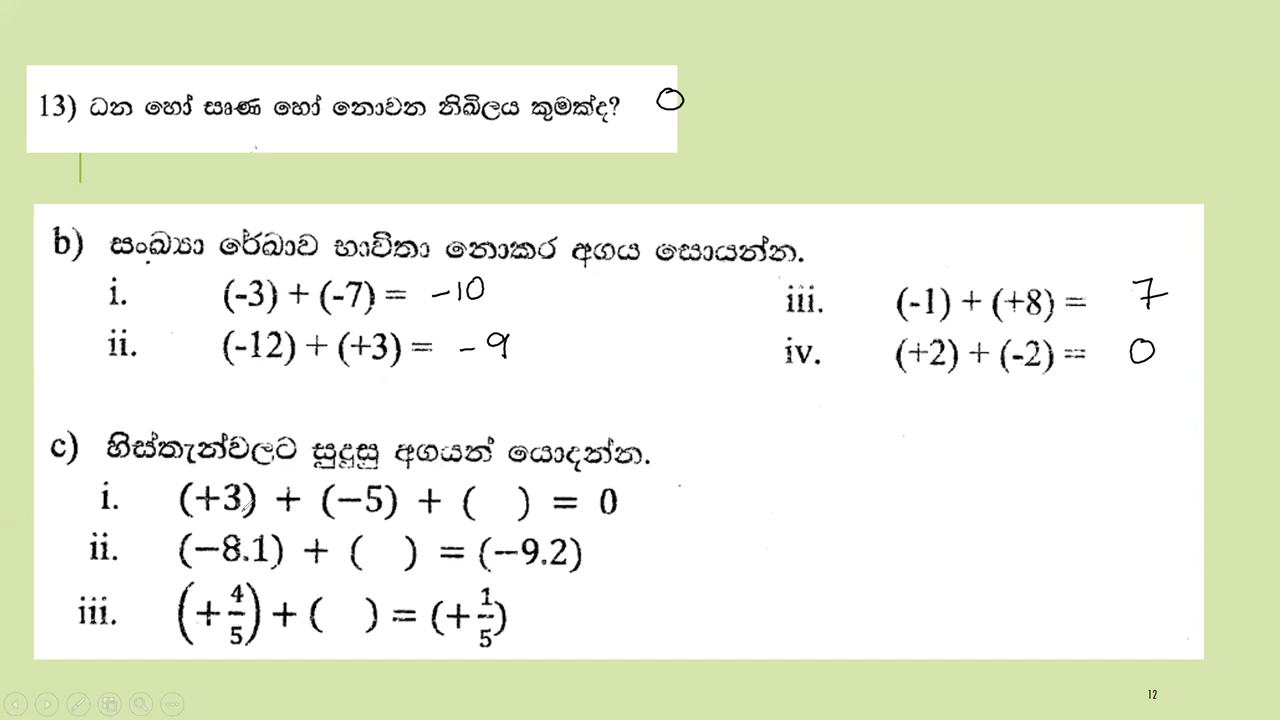 13) ධන හෝ සෘණ හෝ නොවන නිඛිලය කුමක්ද? 0
b) සංඛ්‍යා රේඛාව භාවිතා නොකර අගය සොයන්න.
i. (-3) + (-7) = -10
ii. (-12) + (+3) = -9
iii. (-1) + (+8) = 7
iv. (+2) + (-2) = 0
c) හිස්තැන්වලට සුදුසු අගයන් යොදන්න.
i. (+3) + (−5) + ( ) = 0
ii. (−8.1) + ( ) = (−9.2)
iii. (+4/5) + ( ) = (+1/5)
12